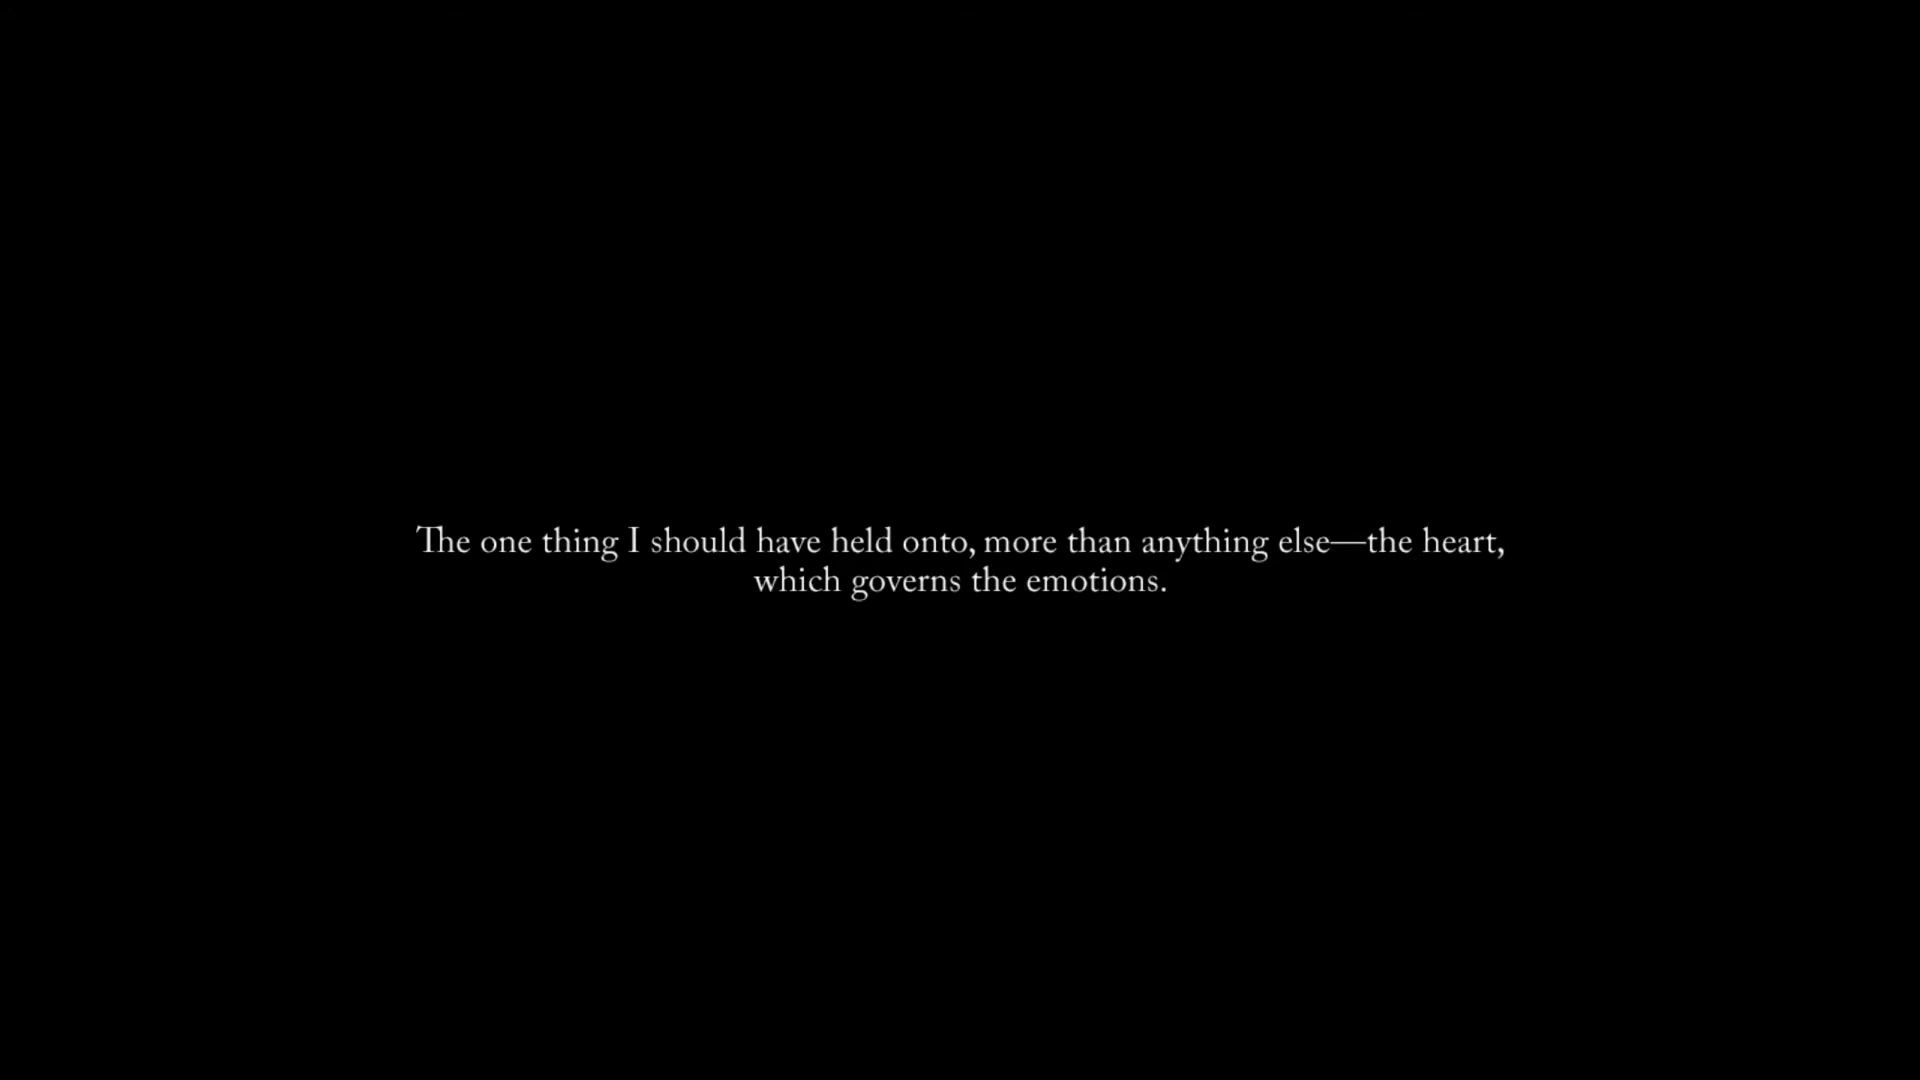 The one thing I should have held onto, more than anything else—the heart,
which governs the emotions.